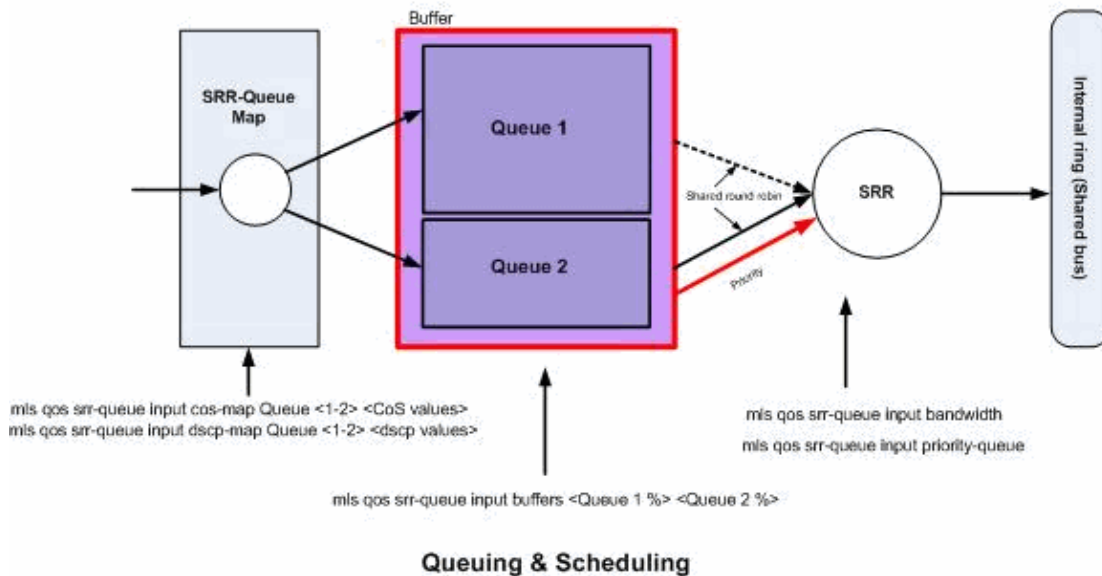 Buffer
SRR-Queue
Map
Queue 1
Queue 2
Shared round robin
Priority
SRR
Internal ring (Shared bus)
mls qos srr-queue input cos-map Queue <1-2> <CoS values>
mls qos srr-queue input dscp-map Queue <1-2> <dscp values>
mls qos srr-queue input bandwidth
mls qos srr-queue input priority-queue
mls qos srr-queue input buffers <Queue 1 %> <Queue 2 %>
Queuing & Scheduling